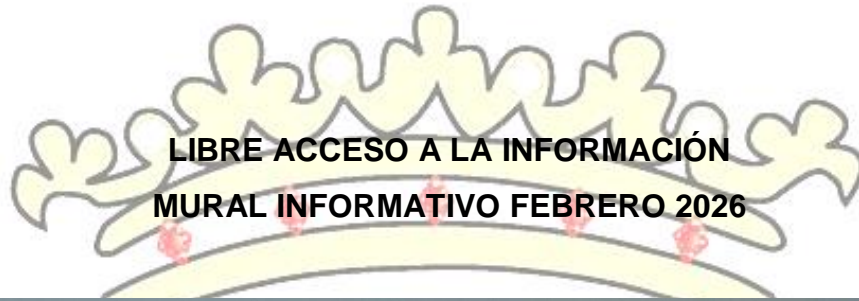 LIBRE ACCESO A LA INFORMACIÓN
MURAL INFORMATIVO FEBRERO 2026